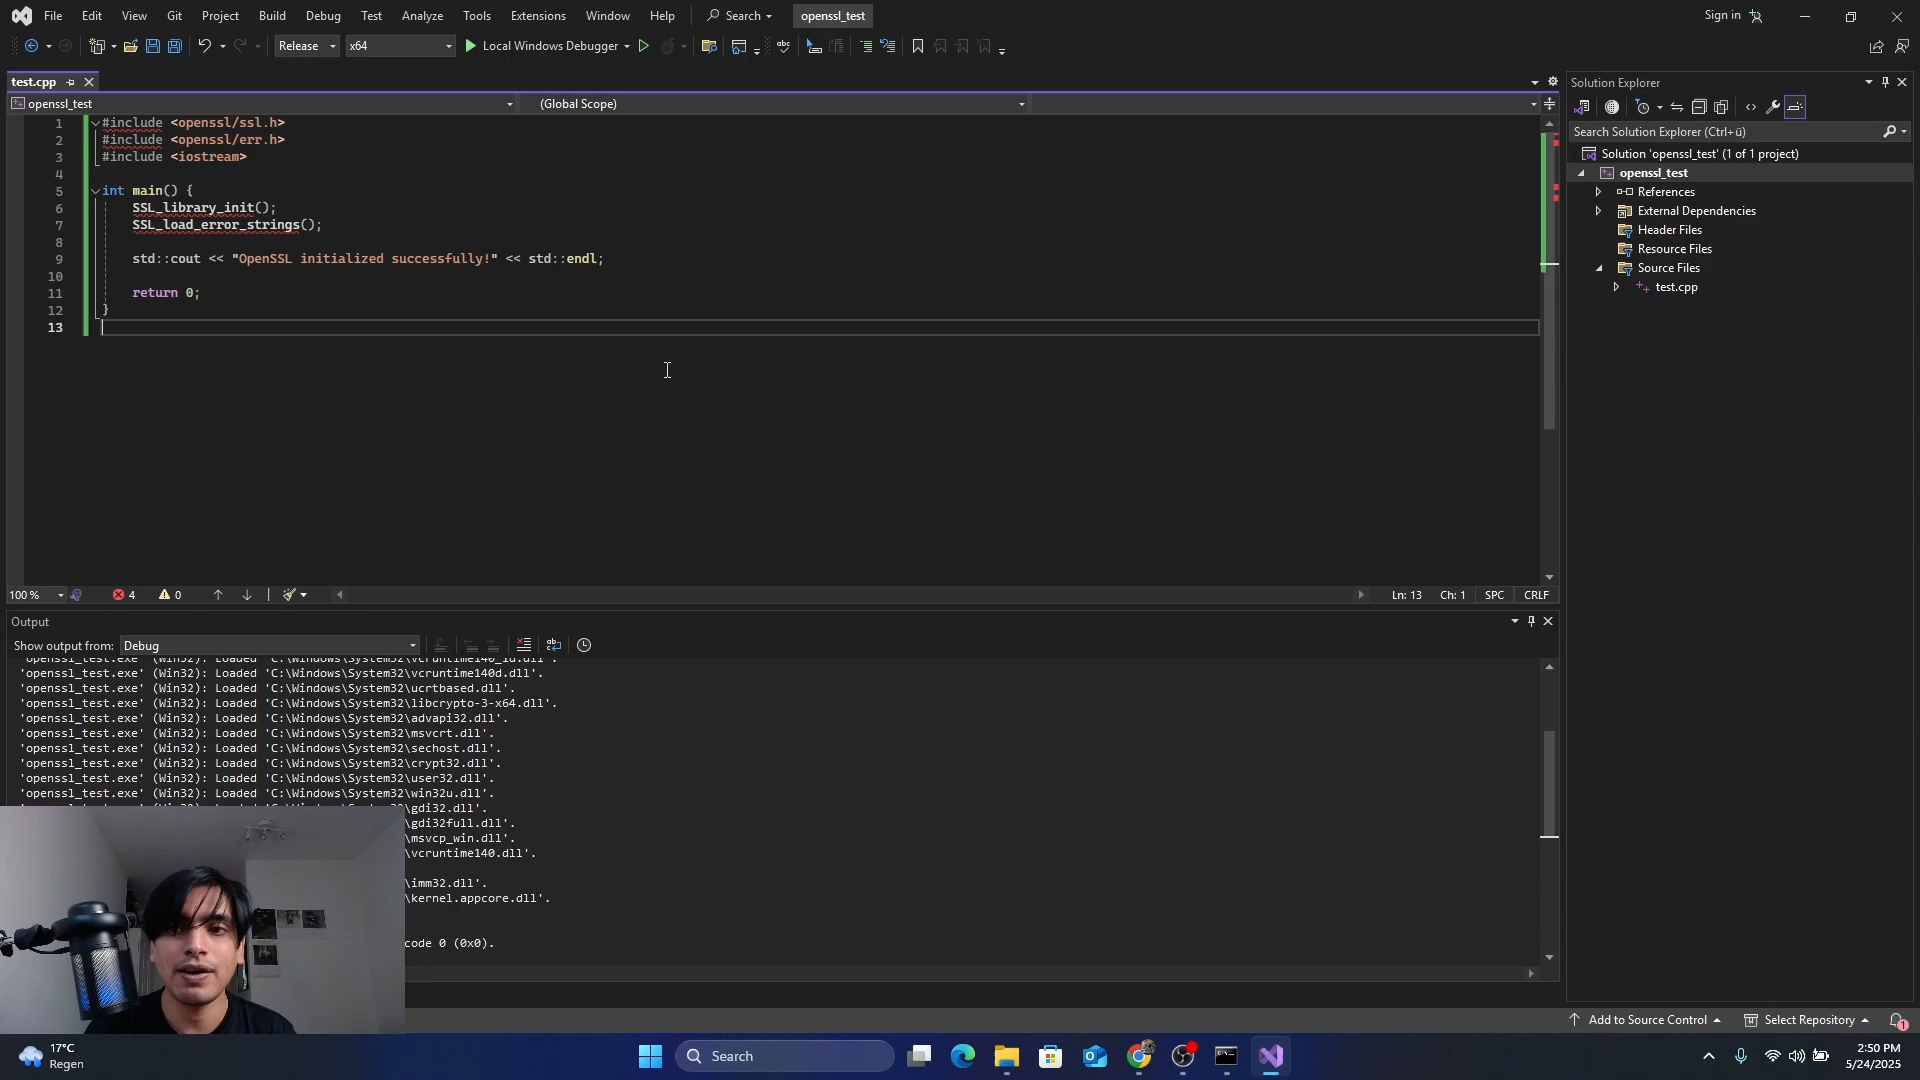 File Edit View Git Project Build Debug Test Analyze Tools Extensions Window Help Search openssl_test Sign in
Release x64 Local Windows Debugger
test.cpp
openssl_test (Global Scope)
1 #include <openssl/ssl.h>
2 #include <openssl/err.h>
3 #include <iostream>
4
5 int main() {
6 SSL_library_init();
7 SSL_load_error_strings();
8
9 std::cout << "OpenSSL initialized successfully!" << std::endl;
10
11 return 0;
12 }
13
100 % 4 0 Ln: 13 Ch: 1 SPC CRLF
Output
Show output from: Debug
'openssl_test.exe' (Win32): Loaded 'C:\Windows\System32\vcruntime140_1d.dll'.
'openssl_test.exe' (Win32): Loaded 'C:\Windows\System32\vcruntime140d.dll'.
'openssl_test.exe' (Win32): Loaded 'C:\Windows\System32\ucrtbased.dll'.
'openssl_test.exe' (Win32): Loaded 'C:\Windows\System32\libcrypto-3-x64.dll'.
'openssl_test.exe' (Win32): Loaded 'C:\Windows\System32\advapi32.dll'.
'openssl_test.exe' (Win32): Loaded 'C:\Windows\System32\msvcrt.dll'.
'openssl_test.exe' (Win32): Loaded 'C:\Windows\System32\sechost.dll'.
'openssl_test.exe' (Win32): Loaded 'C:\Windows\System32\crypt32.dll'.
'openssl_test.exe' (Win32): Loaded 'C:\Windows\System32\user32.dll'.
'openssl_test.exe' (Win32): Loaded 'C:\Windows\System32\win32u.dll'.
\gdi32.dll'.
\gdi32full.dll'.
\msvcp_win.dll'.
\vcruntime140.dll'.
\imm32.dll'.
\kernel.appcore.dll'.
code 0 (0x0).
Solution Explorer
Search Solution Explorer (Ctrl+ü)
Solution 'openssl_test' (1 of 1 project)
openssl_test
References
External Dependencies
Header Files
Resource Files
Source Files
test.cpp
Add to Source Control Select Repository 1
17°C
Regen
Search
2:50 PM
5/24/2025